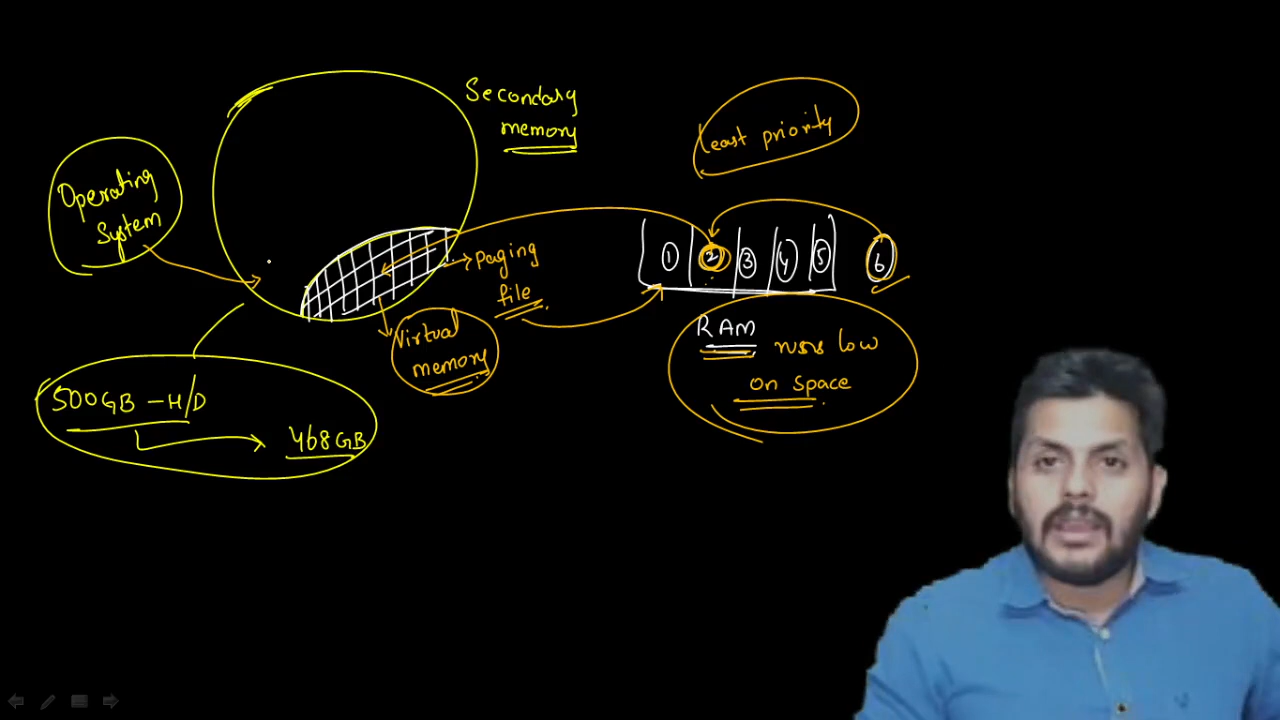 Secondary
memory
least priority
Operating
System
1 2 3 4 5 6
Paging
file
Virtual
memory
RAM runs low
on space
500GB - H/D
468GB